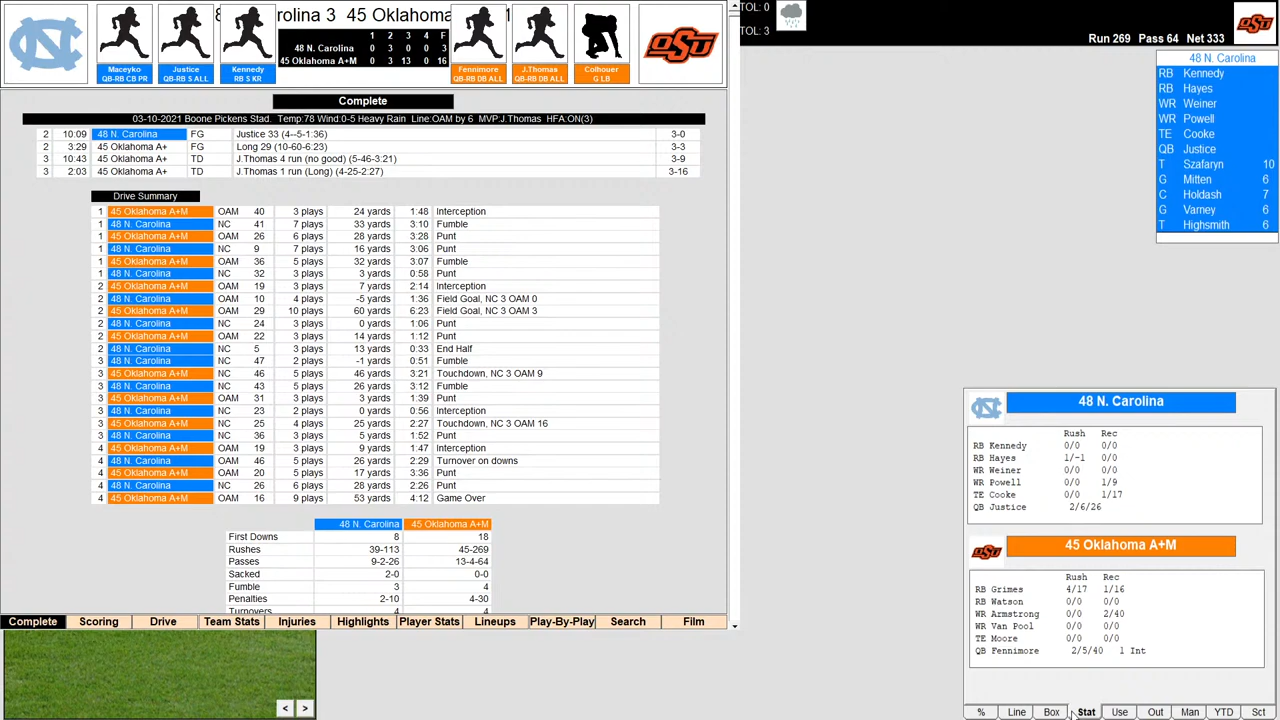 8 N. Carolina 3  45 Oklahoma A+M 1
TOL: 0
TOL: 3
Run 269 Pass 64 Net 333
Maceyko
QB-RB CB PR
Justice
QB-RB S ALL
Kennedy
RB S KR
1 2 3 4 F
48 N. Carolina 0 3 0 0 3
45 Oklahoma A+M 0 3 13 0 16
Fennimore
QB-RB DB ALL
J.Thomas
QB-RB DB ALL
Colhouer
G LB
Complete
03-10-2021 Boone Pickens Stad. Temp:78 Wind:0-5 Heavy Rain Line:OAM by 6 MVP:J.Thomas HFA:ON(3)
2 10:09 48 N. Carolina FG Justice 33 (4--5-1:36) 3-0
2 3:29 45 Oklahoma A+ FG Long 29 (10-60-6:23) 3-3
3 10:43 45 Oklahoma A+ TD J.Thomas 4 run (no good) (5-46-3:21) 3-9
3 2:03 45 Oklahoma A+ TD J.Thomas 1 run (Long) (4-25-2:27) 3-16
Drive Summary
1 45 Oklahoma A+M OAM 40 3 plays 24 yards 1:48 Interception
1 48 N. Carolina NC 41 7 plays 33 yards 3:10 Fumble
1 45 Oklahoma A+M OAM 26 6 plays 28 yards 3:28 Punt
1 48 N. Carolina NC 9 7 plays 16 yards 3:06 Punt
1 45 Oklahoma A+M OAM 36 5 plays 32 yards 3:07 Fumble
1 48 N. Carolina NC 32 3 plays 3 yards 0:58 Punt
2 45 Oklahoma A+M OAM 19 3 plays 7 yards 2:14 Interception
2 48 N. Carolina OAM 10 4 plays -5 yards 1:36 Field Goal, NC 3 OAM 0
2 45 Oklahoma A+M OAM 29 10 plays 60 yards 6:23 Field Goal, NC 3 OAM 3
2 48 N. Carolina NC 24 3 plays 0 yards 1:06 Punt
2 45 Oklahoma A+M OAM 22 3 plays 14 yards 1:12 Punt
2 48 N. Carolina NC 5 2 plays 13 yards 0:33 End Half
3 48 N. Carolina NC 47 2 plays -1 yards 0:51 Fumble
3 45 Oklahoma A+M NC 46 5 plays 46 yards 3:21 Touchdown, NC 3 OAM 9
3 48 N. Carolina NC 43 5 plays 26 yards 3:12 Fumble
3 45 Oklahoma A+M OAM 31 3 plays 3 yards 1:39 Punt
3 48 N. Carolina NC 23 2 plays 0 yards 0:56 Interception
3 45 Oklahoma A+M NC 25 4 plays 25 yards 2:27 Touchdown, NC 3 OAM 16
3 48 N. Carolina NC 36 3 plays 5 yards 1:52 Punt
4 45 Oklahoma A+M OAM 19 3 plays 9 yards 1:47 Interception
4 48 N. Carolina OAM 46 5 plays 26 yards 2:29 Turnover on downs
4 45 Oklahoma A+M OAM 20 5 plays 17 yards 3:36 Punt
4 48 N. Carolina NC 26 6 plays 28 yards 2:26 Punt
4 45 Oklahoma A+M OAM 16 9 plays 53 yards 4:12 Game Over
48 N. Carolina 45 Oklahoma A+M
First Downs 8 18
Rushes 39-113 45-269
Passes 9-2-26 13-4-64
Sacked 2-0 0-0
Fumble 3 4
Penalties 2-10 4-30
Turnovers 4 4
Complete Scoring Drive Team Stats Injuries Highlights Player Stats Lineups Play-By-Play Search Film
< >
48 N. Carolina
RB Kennedy
RB Hayes
WR Weiner
WR Powell
TE Cooke
QB Justice
T Szafaryn 10
G Mitten 6
C Holdash 7
G Varney 6
T Highsmith 6
48 N. Carolina
Rush Rec
RB Kennedy 0/0 0/0
RB Hayes 1/-1 0/0
WR Weiner 0/0 0/0
WR Powell 0/0 1/9
TE Cooke 0/0 1/17
QB Justice 2/6/26
45 Oklahoma A+M
Rush Rec
RB Grimes 4/17 1/16
RB Watson 0/0 0/0
WR Armstrong 0/0 2/40
WR Van Pool 0/0 0/0
TE Moore 0/0 0/0
QB Fennimore 2/5/40 1 Int
% Line Box Stat Use Out Man YTD Sct
NC
OSU
OSU
NC
OSU